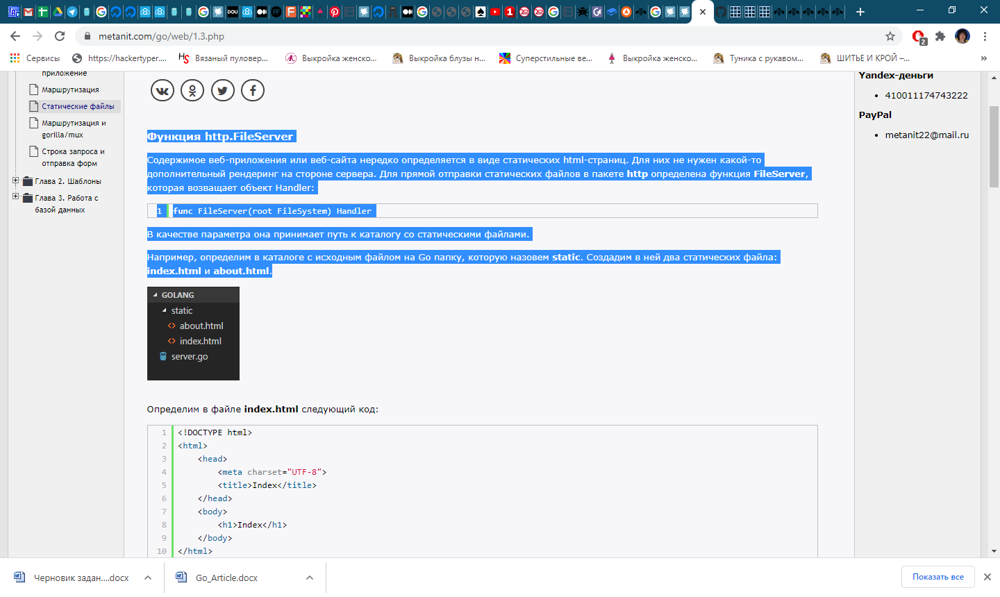 metanit.com/go/web/1.3.php
2
Сервисы
https://hackertyper....
Вязаный пуловер...
Выкройка женско...
Выкройка блузы н...
Суперстильные ве...
Выкройка женско...
Туника с рукавом...
ШИТЬЕ И КРОЙ –...
»
приложение
Маршрутизация
Статические файлы
Маршрутизация и
gorilla/mux
Строка запроса и
отправка форм
Глава 2. Шаблоны
Глава 3. Работа с
базой данных
Функция http.FileServer
Содержимое веб-приложения или веб-сайта нередко определяется в виде статических html-страниц. Для них не нужен какой-то
дополнительный рендеринг на стороне сервера. Для прямой отправки статических файлов в пакете http определена функция FileServer,
которая возващает объект Handler:
1 func FileServer(root FileSystem) Handler
В качестве параметра она принимает путь к каталогу со статическими файлами.
Например, определим в каталоге с исходным файлом на Go папку, которую назовем static. Создадим в ней два статических файла:
index.html и about.html.
GOLANG
static
about.html
index.html
server.go
Определим в файле index.html следующий код:
1 <!DOCTYPE html>
2 <html>
3 <head>
4 <meta charset="UTF-8">
5 <title>Index</title>
6 </head>
7 <body>
8 <h1>Index</h1>
9 </body>
10 </html>
Yandex-деньги
410011174743222
PayPal
metanit22@mail.ru
Черновик задан....docx
Go_Article.docx
Показать все